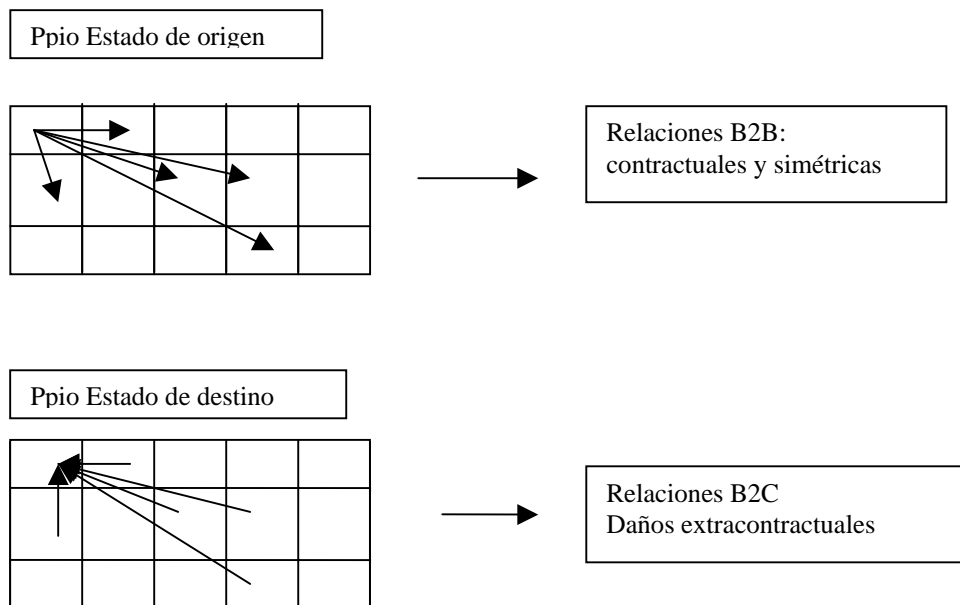 Ppio Estado de origen
Relaciones B2B:
contractuales y simétricas
Ppio Estado de destino
Relaciones B2C
Daños extracontractuales